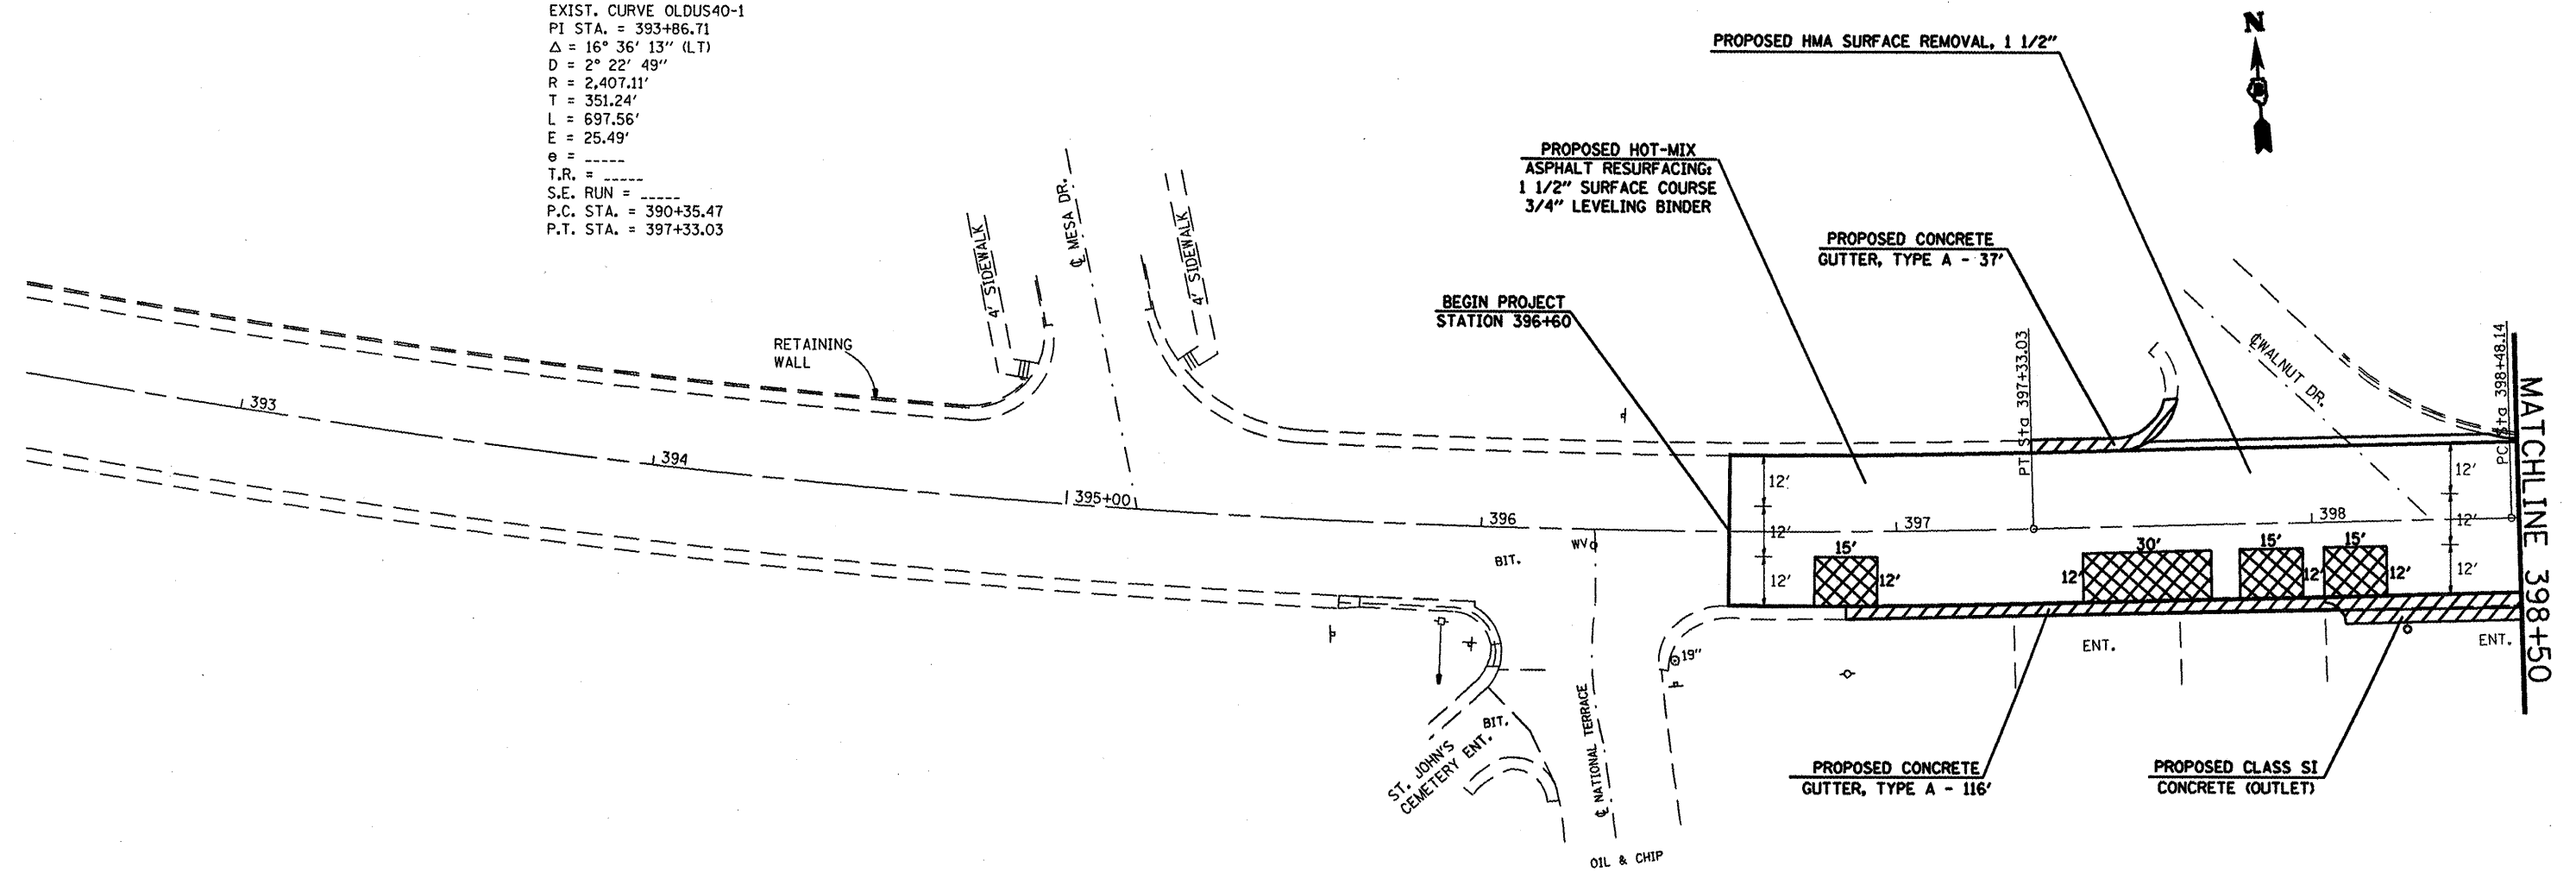 EXIST. CURVE OLDUS40-1
PI STA. = 393+86.71
Δ = 16° 36' 13" (LT)
D = 2° 22' 49"
R = 2,407.11'
T = 351.24'
L = 697.56'
E = 25.49'
e = _____
T.R. = _____
S.E. RUN = _____
P.C. STA. = 390+35.47
P.T. STA. = 397+33.03
N
PROPOSED HMA SURFACE REMOVAL, 1 1/2"
PROPOSED HOT-MIX
ASPHALT RESURFACING:
1 1/2" SURFACE COURSE
3/4" LEVELING BINDER
PROPOSED CONCRETE
GUTTER, TYPE A - 37'
BEGIN PROJECT
STATION 396+60
4' SIDEWALK
℄ MESA DR.
4' SIDEWALK
RETAINING
WALL
PT Sta 397+33.03
℄WALNUT DR.
PC Sta 398+48.14
MATCHLINE 398+50
393
394
395+00
396
397
398
12'
12'
12'
12'
12'
12'
WV
BIT.
15'
12'
30'
12'
15'
12'
15'
12'
19"
ENT.
ENT.
BIT.
ST. JOHN'S
CEMETERY ENT.
℄ NATIONAL TERRACE
OIL & CHIP
PROPOSED CONCRETE
GUTTER, TYPE A - 116'
PROPOSED CLASS SI
CONCRETE (OUTLET)